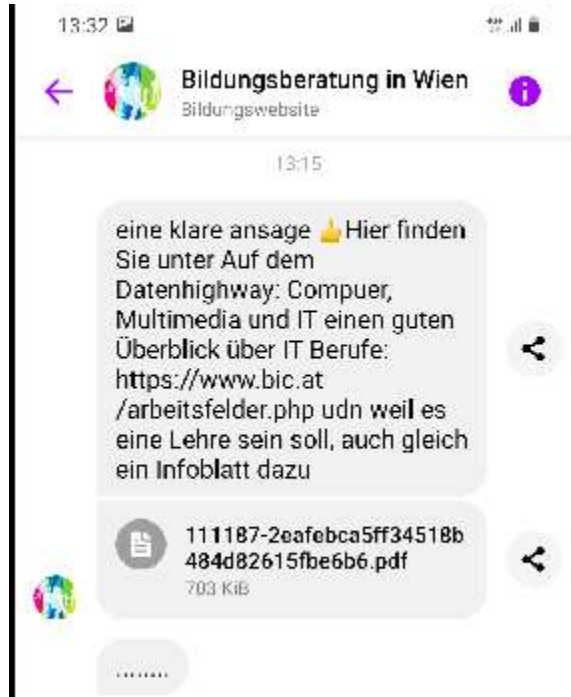 13:32
Bildungsberatung in Wien
Bildungswebsite
13:15
eine klare ansage 👍Hier finden
Sie unter Auf dem
Datenhighway: Compuer,
Multimedia und IT einen guten
Überblick über IT Berufe:
https://www.bic.at
/arbeitsfelder.php udn weil es
eine Lehre sein soll, auch gleich
ein Infoblatt dazu
111187-2eafebca5ff34518b
484d82615fbe6b6.pdf
703 KiB
........